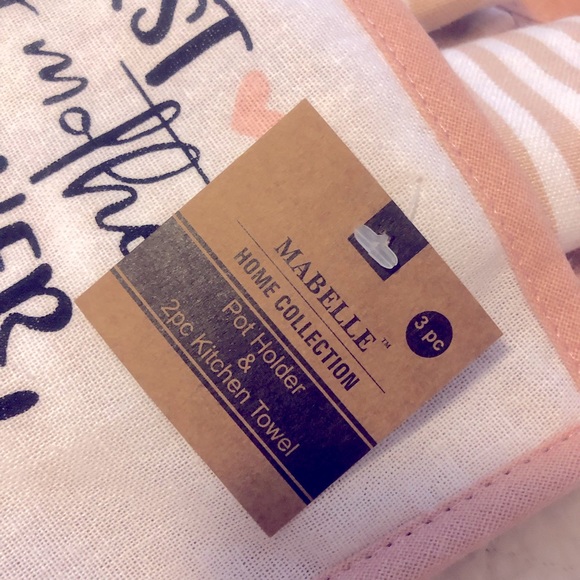 MABELLE™
HOME COLLECTION
3 pc
Pot Holder
&
2pc Kitchen Towel